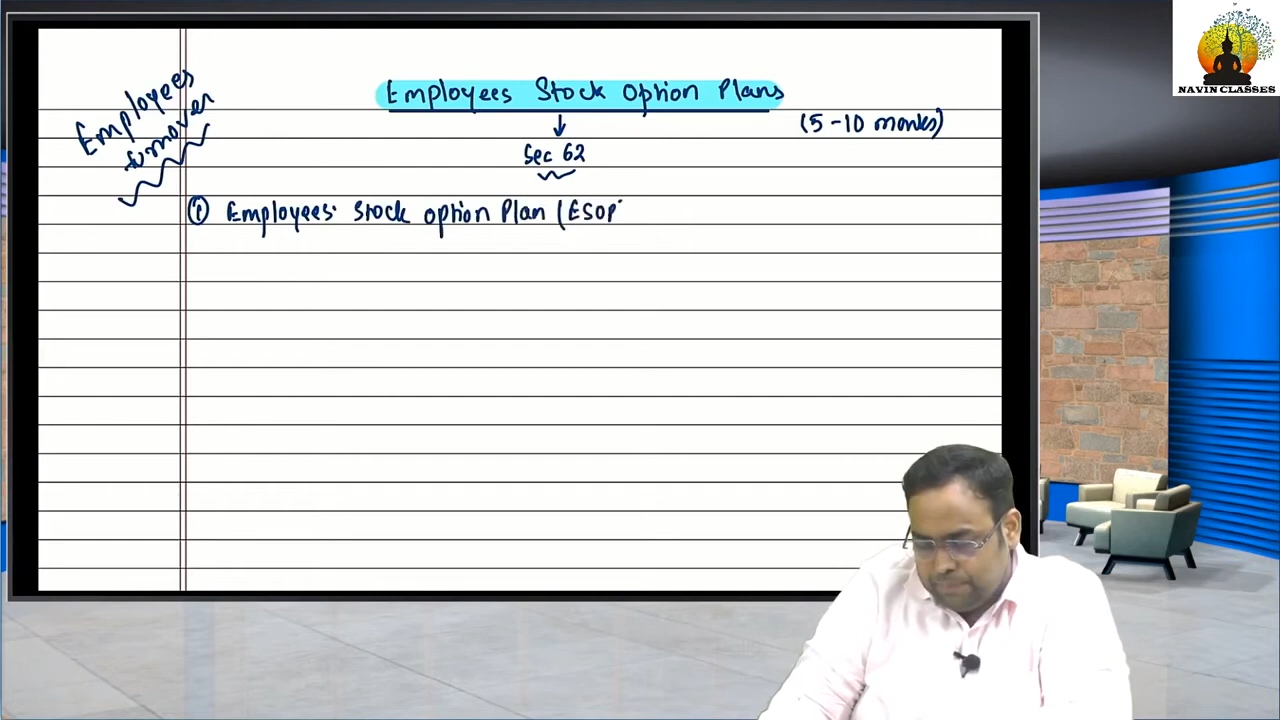 Employees Stock Option Plans
(5-10 marks)
Sec 62
Employees turnover
① Employees Stock Option Plan (ESOP
NAVIN CLASSES